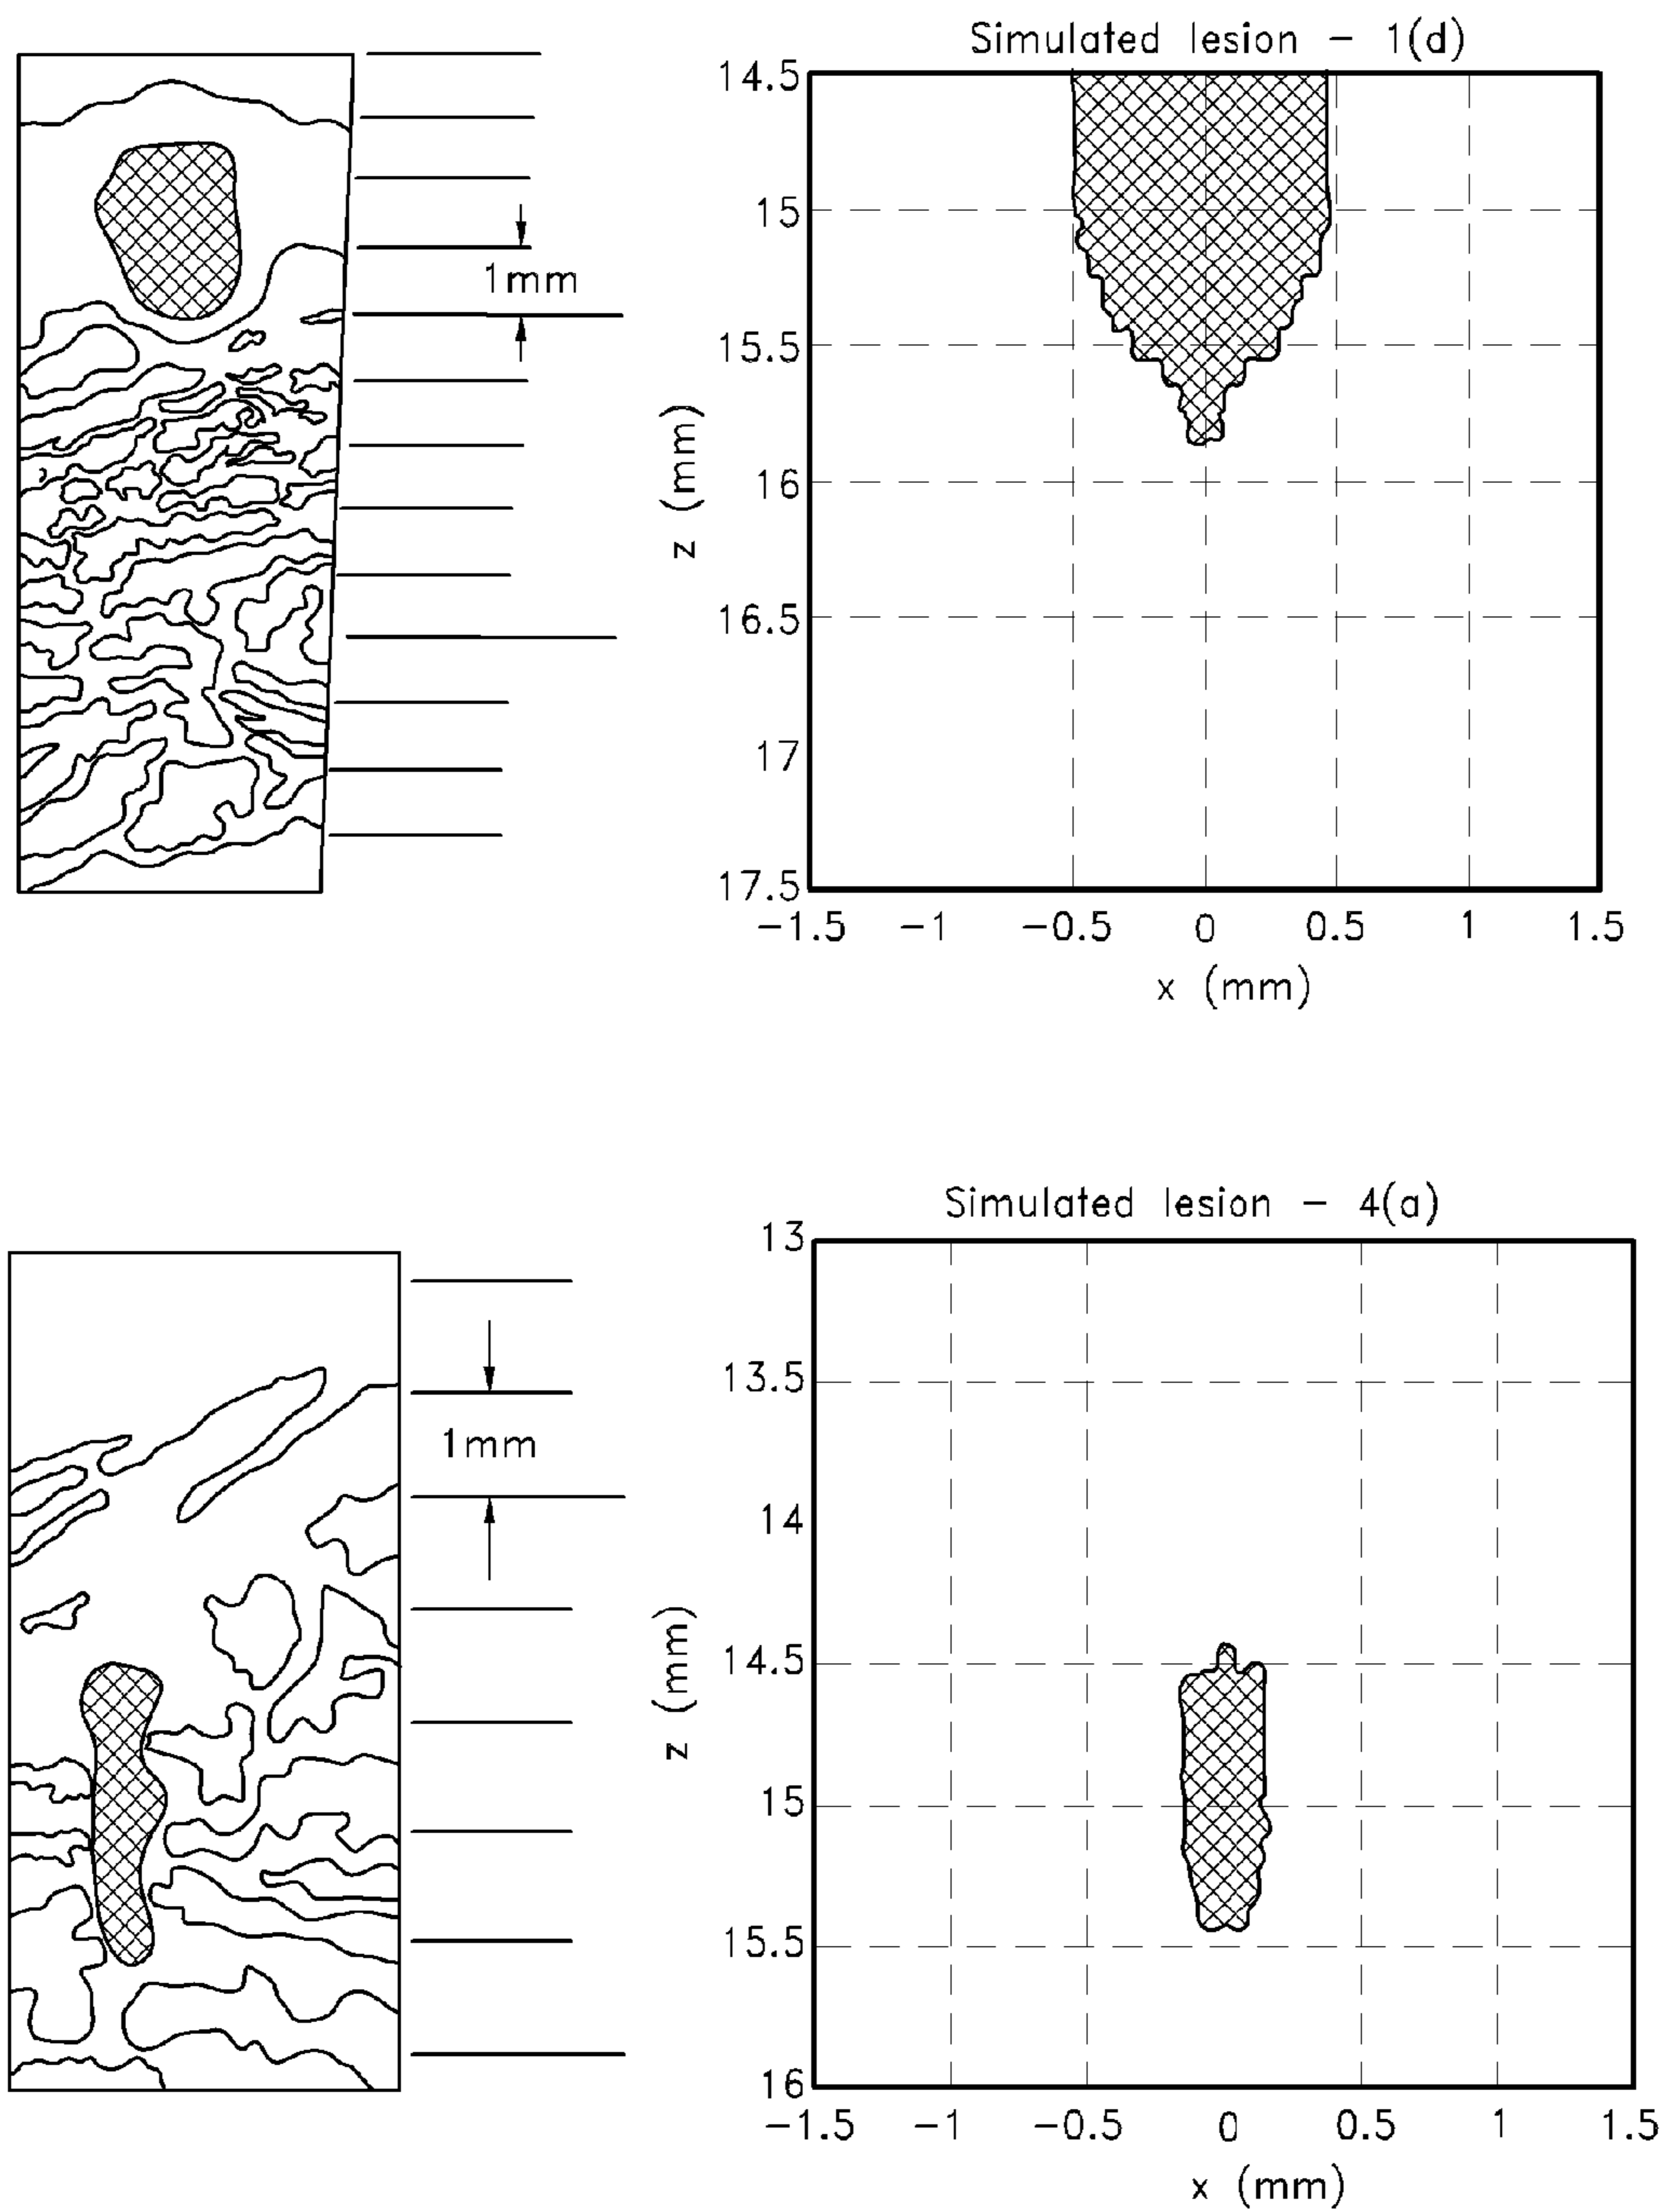 Simulated lesion - 1(d)
14.5
15
1mm
15.5
z (mm)
16
16.5
17
17.5
-1.5 -1 -0.5 0 0.5 1 1.5
x (mm)
Simulated lesion - 4(a)
13
13.5
1mm
14
14.5
z (mm)
15
15.5
16
-1.5 -1 -0.5 0 0.5 1 1.5
x (mm)